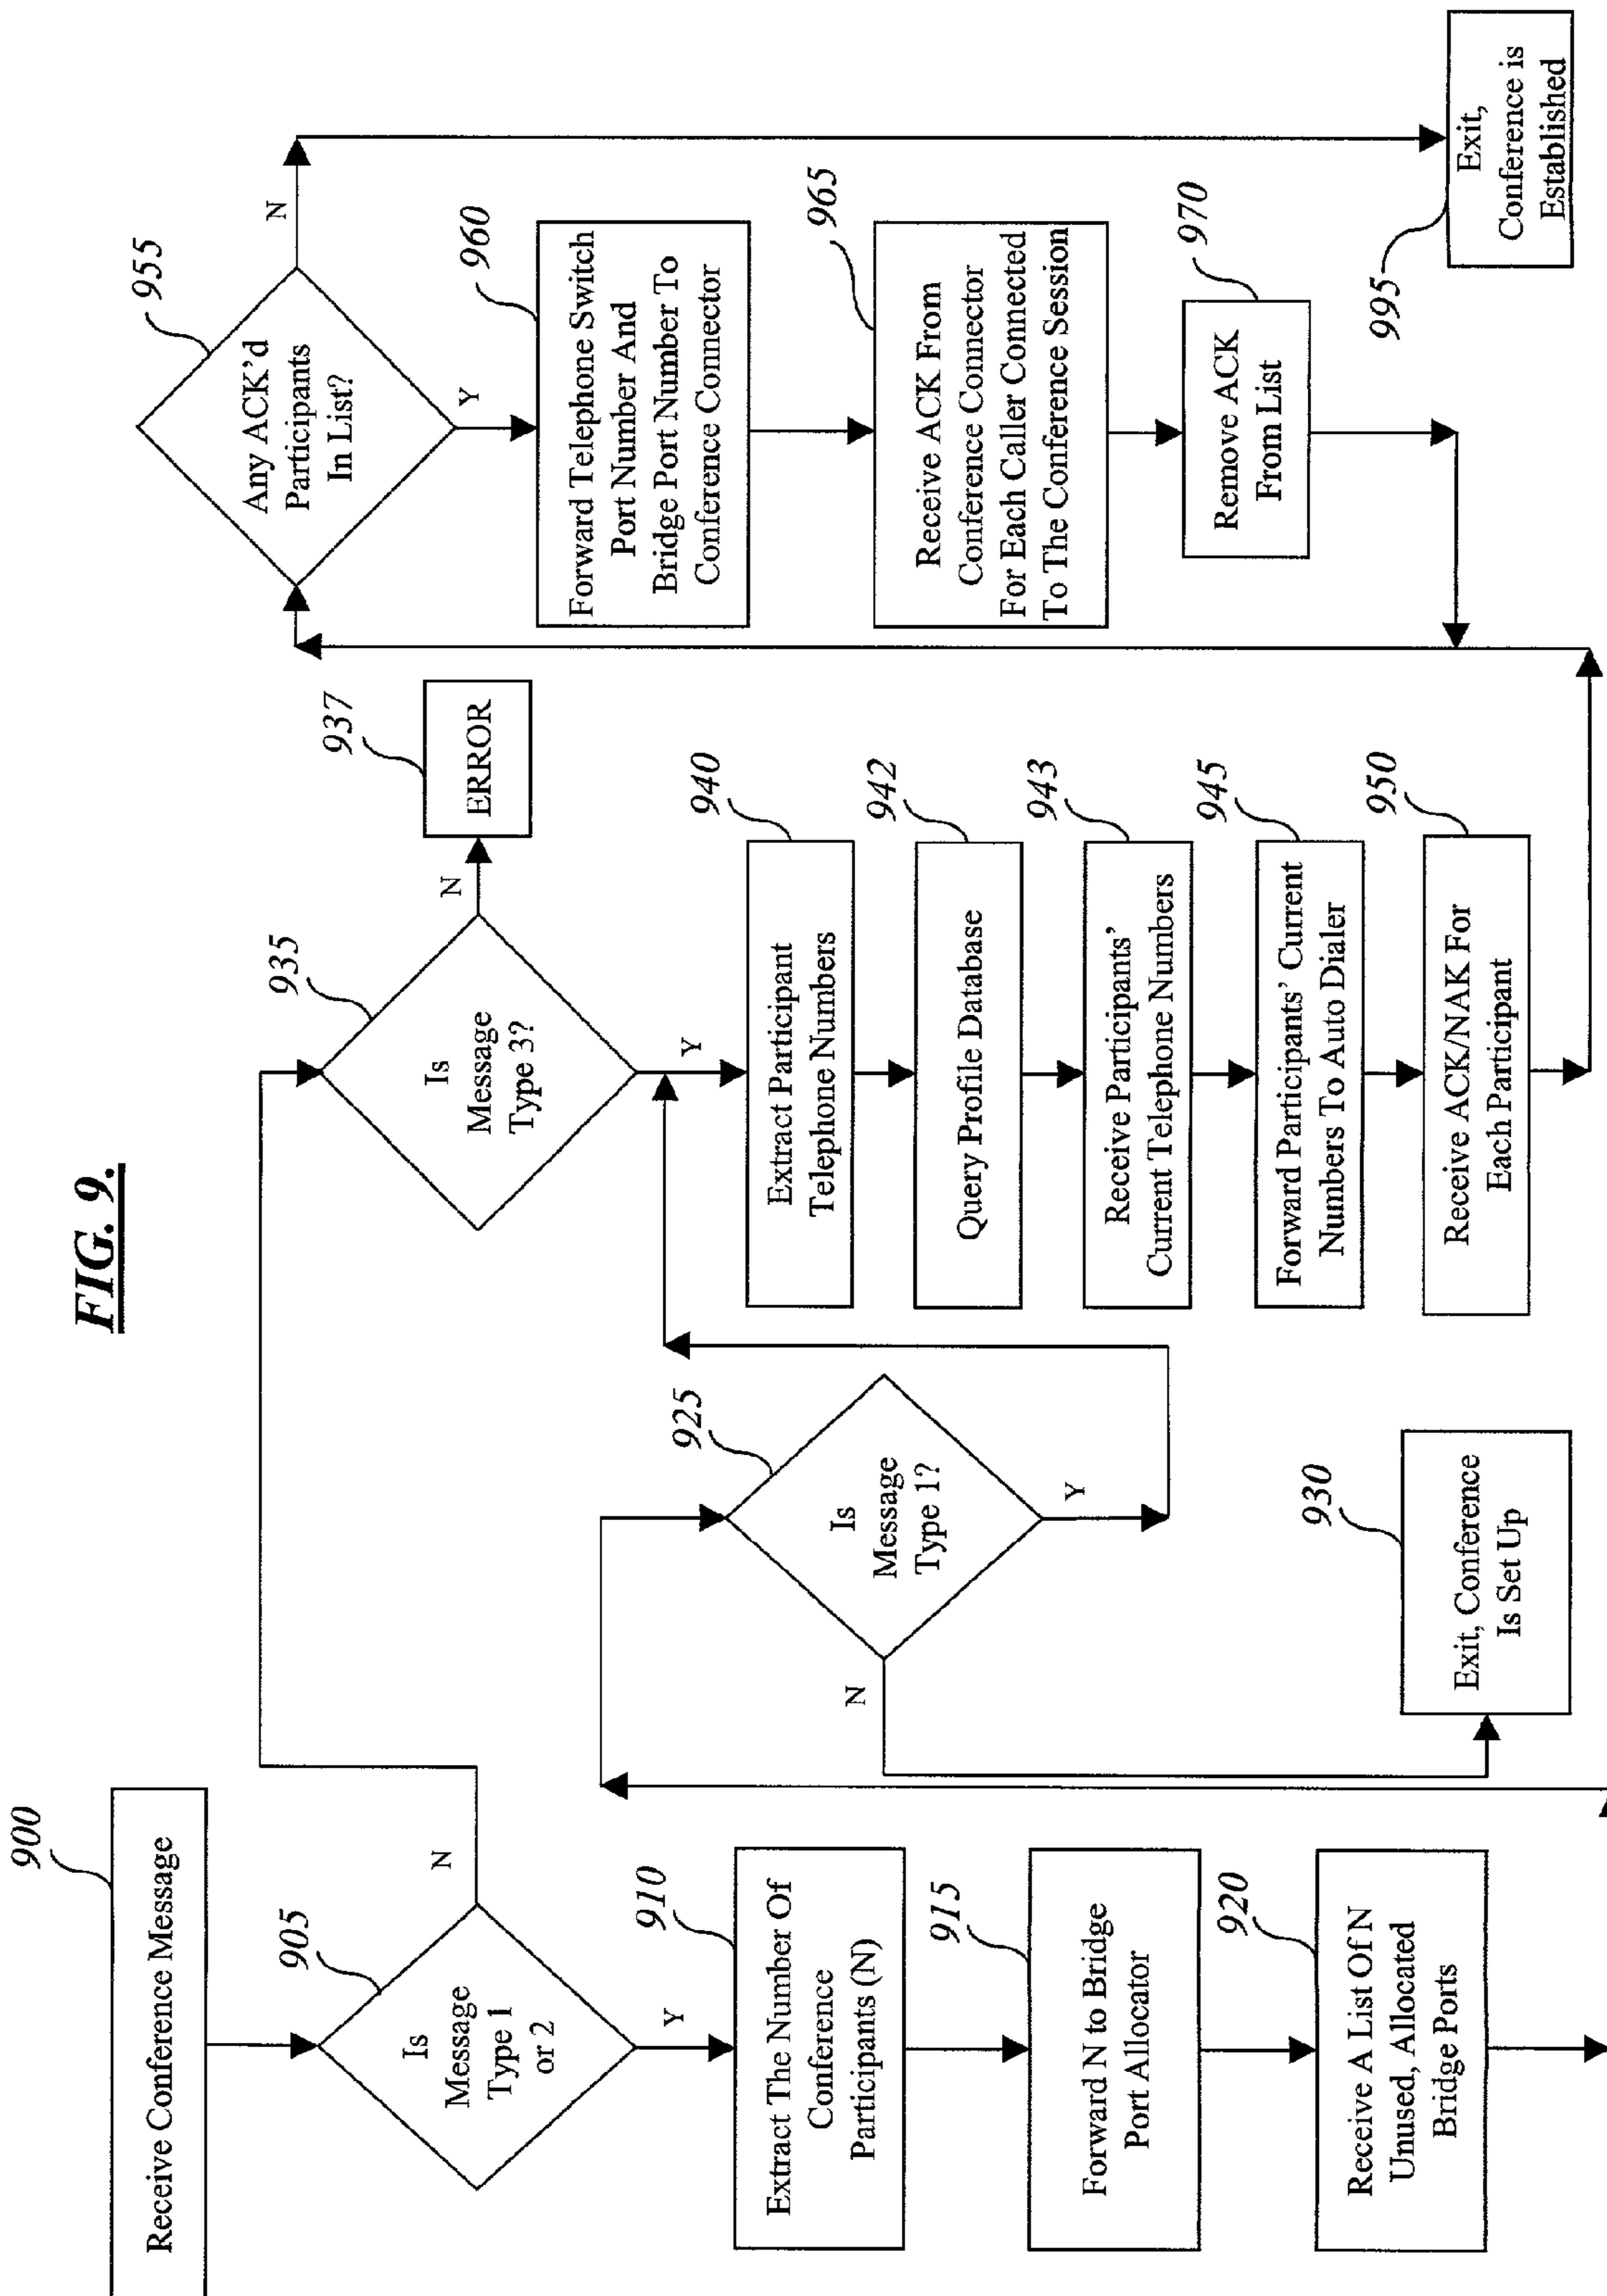 FIG. 9.
900
Receive Conference Message
905
Is
Message
Type 1
or 2
N
Y
910
Extract The Number Of
Conference
Participants (N)
915
Forward N to Bridge
Port Allocator
920
Receive A List Of N
Unused, Allocated
Bridge Ports
925
Is
Message
Type 1?
N
Y
930
Exit, Conference
Is Set Up
935
Is
Message
Type 3?
N
Y
937
ERROR
940
Extract Participant
Telephone Numbers
942
Query Profile Database
943
Receive Participants'
Current Telephone Numbers
945
Forward Participants' Current
Numbers To Auto Dialer
950
Receive ACK/NAK For
Each Participant
955
Any ACK'd
Participants
In List?
N
Y
960
Forward Telephone Switch
Port Number And
Bridge Port Number To
Conference Connector
965
Receive ACK From
Conference Connector
For Each Caller Connected
To The Conference Session
970
Remove ACK
From List
995
Exit,
Conference is
Established